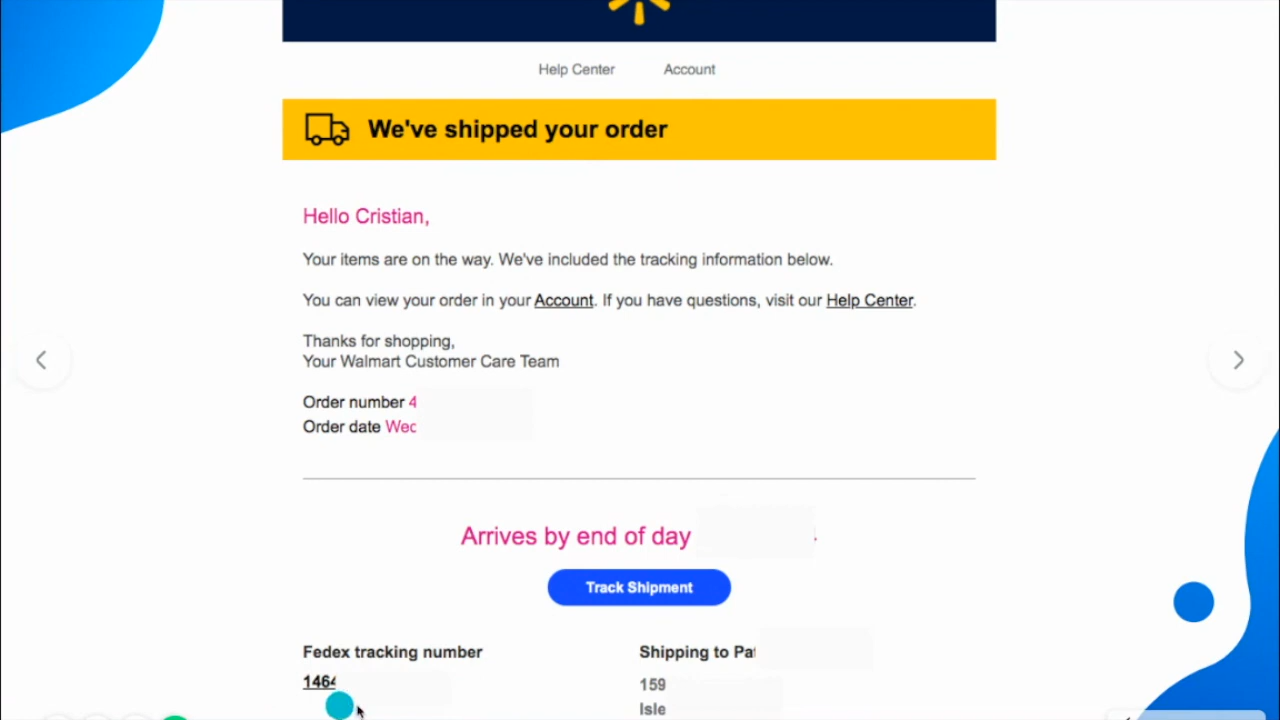 Help Center Account
We've shipped your order
Hello Cristian,
Your items are on the way. We've included the tracking information below.
You can view your order in your Account. If you have questions, visit our Help Center.
Thanks for shopping,
Your Walmart Customer Care Team
Order number 4
Order date Wed
Arrives by end of day
Track Shipment
Fedex tracking number
1464
Shipping to Pat
159
Isle